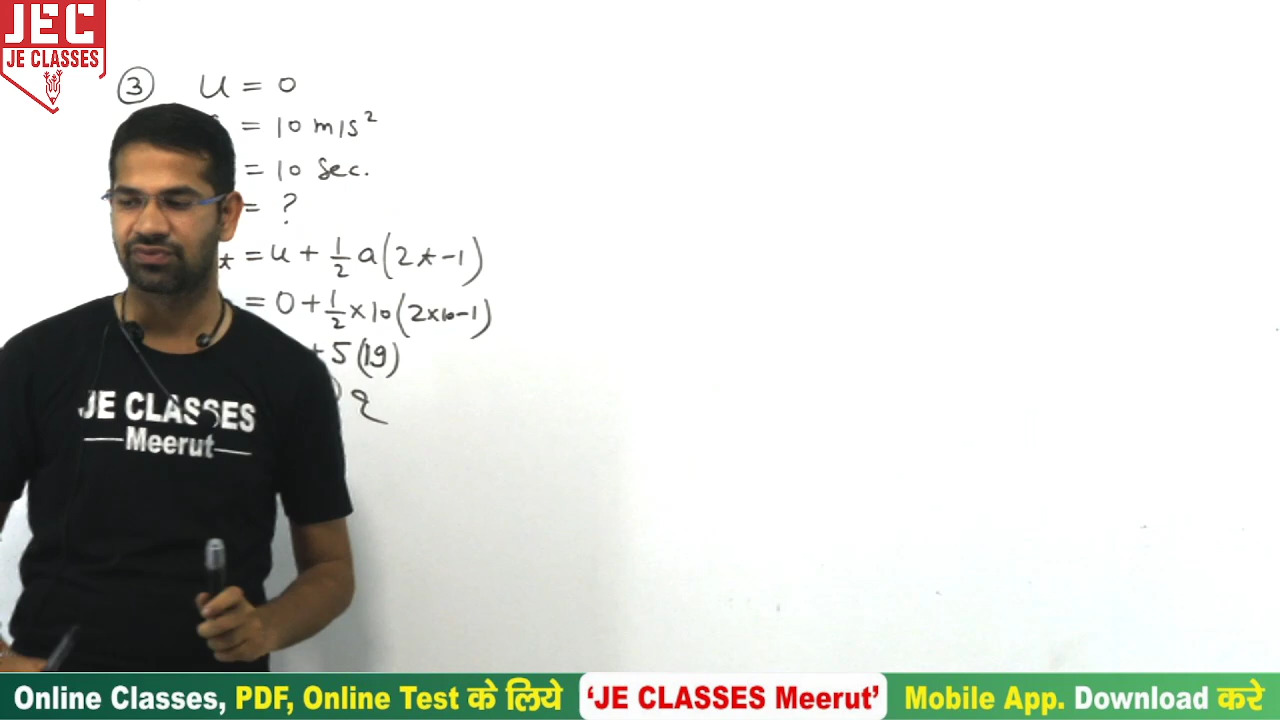 JEC
JE CLASSES
③ u = 0
= 10 m/s²
= 10 Sec.
= ?
t = u + 1/2 a(2t-1)
= 0 + 1/2 × 10 (2×10-1)
+ 5 (19)
JE CLASSES
Meerut
Online Classes, PDF, Online Test के लिये 'JE CLASSES Meerut' Mobile App. Download करे